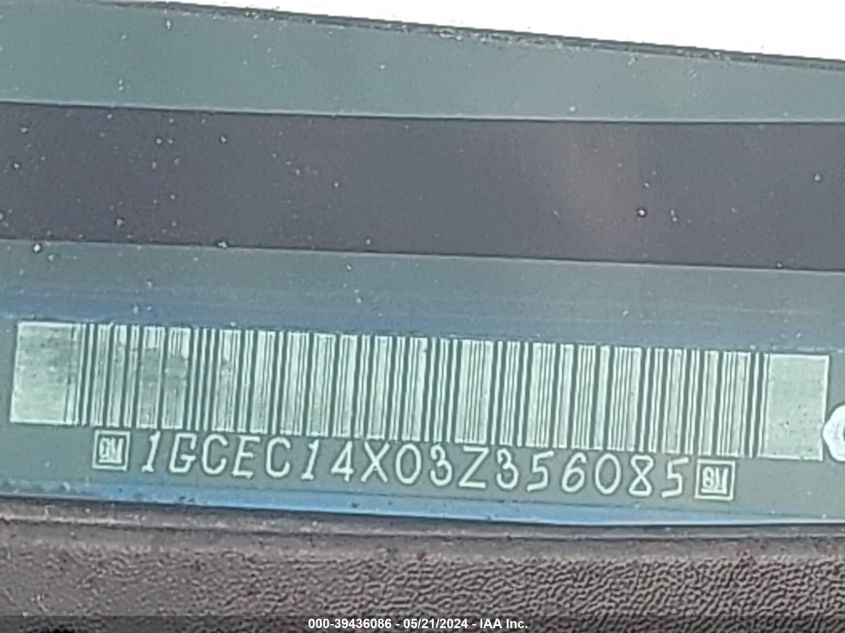 GM 1GCEC14X03Z356085 GM
000-39436086 - 05/21/2024 - IAA Inc.